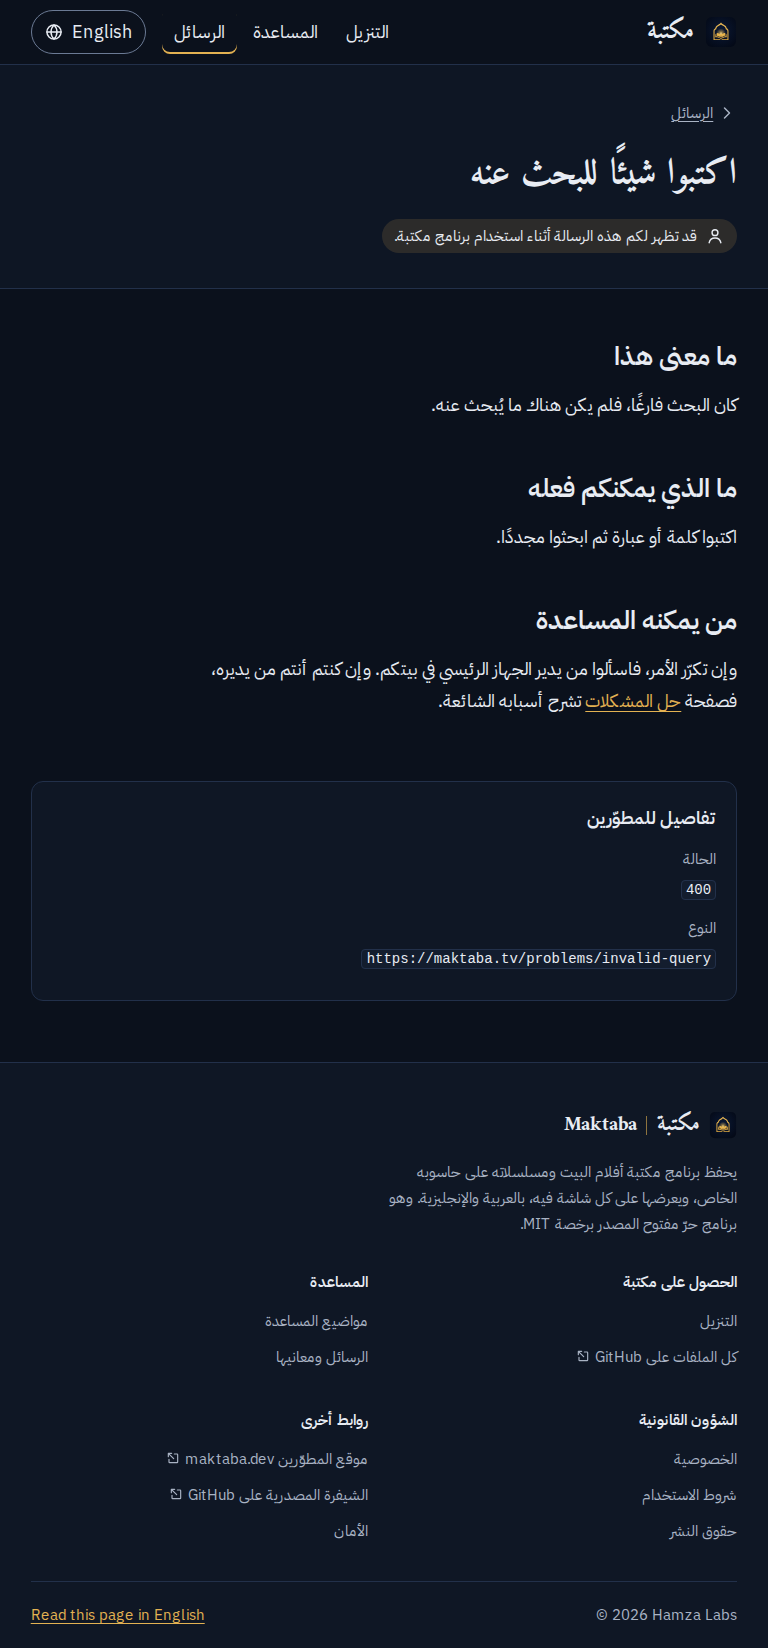 مكتبة
التنزيل
المساعدة
الرسائل
English
الرسائل
اكتبوا شيئًا للبحث عنه
قد تظهر لكم هذه الرسالة أثناء استخدام برنامج مكتبة.
ما معنى هذا
كان البحث فارغًا، فلم يكن هناك ما يُبحث عنه.
ما الذي يمكنكم فعله
اكتبوا كلمة أو عبارة ثم ابحثوا مجددًا.
من يمكنه المساعدة
وإن تكرّر الأمر، فاسألوا من يدير الجهاز الرئيسي في بيتكم. وإن كنتم أنتم من يديره،
فصفحة حل المشكلات تشرح أسبابه الشائعة.
تفاصيل للمطوّرين
الحالة
400
النوع
https://maktaba.tv/problems/invalid-query
مكتبة | Maktaba
يحفظ برنامج مكتبة أفلام البيت ومسلسلاته على حاسوبه
الخاص، ويعرضها على كل شاشة فيه، بالعربية والإنجليزية. وهو
برنامج حرّ مفتوح المصدر برخصة MIT.
الحصول على مكتبة
التنزيل
كل الملفات على GitHub
المساعدة
مواضيع المساعدة
الرسائل ومعانيها
الشؤون القانونية
الخصوصية
شروط الاستخدام
حقوق النشر
روابط أخرى
موقع المطوّرين maktaba.dev
الشيفرة المصدرية على GitHub
الأمان
© 2026 Hamza Labs
Read this page in English